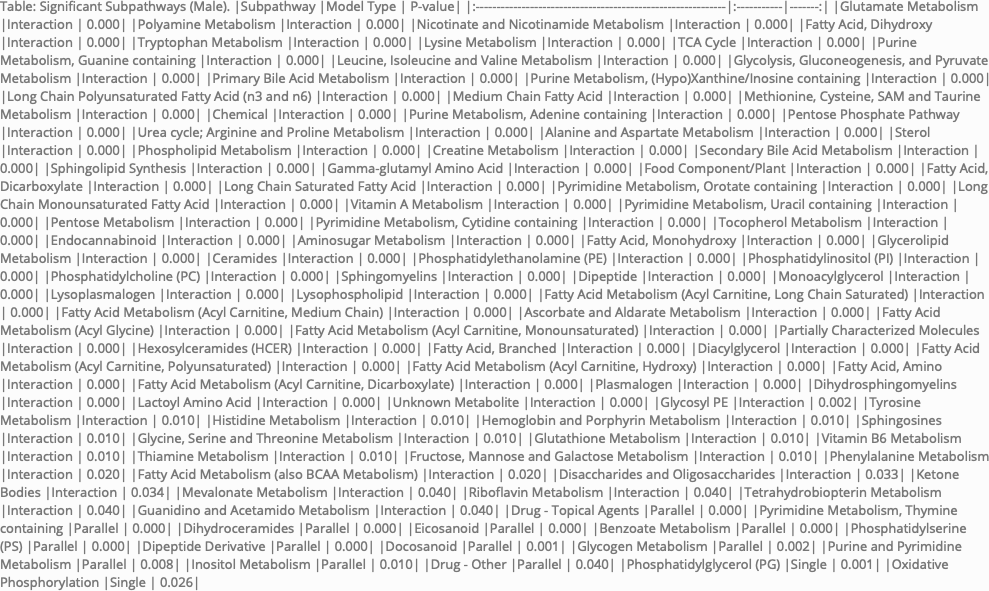 Table: Significant Subpathways (Male). |Subpathway |Model Type | P-value| |:-----------------------------------------------------------|:-----------|-------:| |Glutamate Metabolism
|Interaction | 0.000| |Polyamine Metabolism |Interaction | 0.000| |Nicotinate and Nicotinamide Metabolism |Interaction | 0.000| |Fatty Acid, Dihydroxy
|Interaction | 0.000| |Tryptophan Metabolism |Interaction | 0.000| |Lysine Metabolism |Interaction | 0.000| |TCA Cycle |Interaction | 0.000| |Purine
Metabolism, Guanine containing |Interaction | 0.000| |Leucine, Isoleucine and Valine Metabolism |Interaction | 0.000| |Glycolysis, Gluconeogenesis, and Pyruvate
Metabolism |Interaction | 0.000| |Primary Bile Acid Metabolism |Interaction | 0.000| |Purine Metabolism, (Hypo)Xanthine/Inosine containing |Interaction | 0.000|
|Long Chain Polyunsaturated Fatty Acid (n3 and n6) |Interaction | 0.000| |Medium Chain Fatty Acid |Interaction | 0.000| |Methionine, Cysteine, SAM and Taurine
Metabolism |Interaction | 0.000| |Chemical |Interaction | 0.000| |Purine Metabolism, Adenine containing |Interaction | 0.000| |Pentose Phosphate Pathway
|Interaction | 0.000| |Urea cycle; Arginine and Proline Metabolism |Interaction | 0.000| |Alanine and Aspartate Metabolism |Interaction | 0.000| |Sterol
|Interaction | 0.000| |Phospholipid Metabolism |Interaction | 0.000| |Creatine Metabolism |Interaction | 0.000| |Secondary Bile Acid Metabolism |Interaction |
0.000| |Sphingolipid Synthesis |Interaction | 0.000| |Gamma-glutamyl Amino Acid |Interaction | 0.000| |Food Component/Plant |Interaction | 0.000| |Fatty Acid,
Dicarboxylate |Interaction | 0.000| |Long Chain Saturated Fatty Acid |Interaction | 0.000| |Pyrimidine Metabolism, Orotate containing |Interaction | 0.000| |Long
Chain Monounsaturated Fatty Acid |Interaction | 0.000| |Vitamin A Metabolism |Interaction | 0.000| |Pyrimidine Metabolism, Uracil containing |Interaction |
0.000| |Pentose Metabolism |Interaction | 0.000| |Pyrimidine Metabolism, Cytidine containing |Interaction | 0.000| |Tocopherol Metabolism |Interaction |
0.000| |Endocannabinoid |Interaction | 0.000| |Aminosugar Metabolism |Interaction | 0.000| |Fatty Acid, Monohydroxy |Interaction | 0.000| |Glycerolipid
Metabolism |Interaction | 0.000| |Ceramides |Interaction | 0.000| |Phosphatidylethanolamine (PE) |Interaction | 0.000| |Phosphatidylinositol (PI) |Interaction |
0.000| |Phosphatidylcholine (PC) |Interaction | 0.000| |Sphingomyelins |Interaction | 0.000| |Dipeptide |Interaction | 0.000| |Monoacylglycerol |Interaction |
0.000| |Lysoplasmalogen |Interaction | 0.000| |Lysophospholipid |Interaction | 0.000| |Fatty Acid Metabolism (Acyl Carnitine, Long Chain Saturated) |Interaction
| 0.000| |Fatty Acid Metabolism (Acyl Carnitine, Medium Chain) |Interaction | 0.000| |Ascorbate and Aldarate Metabolism |Interaction | 0.000| |Fatty Acid
Metabolism (Acyl Glycine) |Interaction | 0.000| |Fatty Acid Metabolism (Acyl Carnitine, Monounsaturated) |Interaction | 0.000| |Partially Characterized Molecules
|Interaction | 0.000| |Hexosylceramides (HCER) |Interaction | 0.000| |Fatty Acid, Branched |Interaction | 0.000| |Diacylglycerol |Interaction | 0.000| |Fatty Acid
Metabolism (Acyl Carnitine, Polyunsaturated) |Interaction | 0.000| |Fatty Acid Metabolism (Acyl Carnitine, Hydroxy) |Interaction | 0.000| |Fatty Acid, Amino
|Interaction | 0.000| |Fatty Acid Metabolism (Acyl Carnitine, Dicarboxylate) |Interaction | 0.000| |Plasmalogen |Interaction | 0.000| |Dihydrosphingomyelins
|Interaction | 0.000| |Lactoyl Amino Acid |Interaction | 0.000| |Unknown Metabolite |Interaction | 0.000| |Glycosyl PE |Interaction | 0.002| |Tyrosine
Metabolism |Interaction | 0.010| |Histidine Metabolism |Interaction | 0.010| |Hemoglobin and Porphyrin Metabolism |Interaction | 0.010| |Sphingosines
|Interaction | 0.010| |Glycine, Serine and Threonine Metabolism |Interaction | 0.010| |Glutathione Metabolism |Interaction | 0.010| |Vitamin B6 Metabolism
|Interaction | 0.010| |Thiamine Metabolism |Interaction | 0.010| |Fructose, Mannose and Galactose Metabolism |Interaction | 0.010| |Phenylalanine Metabolism
|Interaction | 0.020| |Fatty Acid Metabolism (also BCAA Metabolism) |Interaction | 0.020| |Disaccharides and Oligosaccharides |Interaction | 0.033| |Ketone
Bodies |Interaction | 0.034| |Mevalonate Metabolism |Interaction | 0.040| |Riboflavin Metabolism |Interaction | 0.040| |Tetrahydrobiopterin Metabolism
|Interaction | 0.040| |Guanidino and Acetamido Metabolism |Interaction | 0.040| |Drug - Topical Agents |Parallel | 0.000| |Pyrimidine Metabolism, Thymine
containing |Parallel | 0.000| |Dihydroceramides |Parallel | 0.000| |Eicosanoid |Parallel | 0.000| |Benzoate Metabolism |Parallel | 0.000| |Phosphatidylserine
(PS) |Parallel | 0.000| |Dipeptide Derivative |Parallel | 0.000| |Docosanoid |Parallel | 0.001| |Glycogen Metabolism |Parallel | 0.002| |Purine and Pyrimidine
Metabolism |Parallel | 0.008| |Inositol Metabolism |Parallel | 0.010| |Drug - Other |Parallel | 0.040| |Phosphatidylglycerol (PG) |Single | 0.001| |Oxidative
Phosphorylation |Single | 0.026|